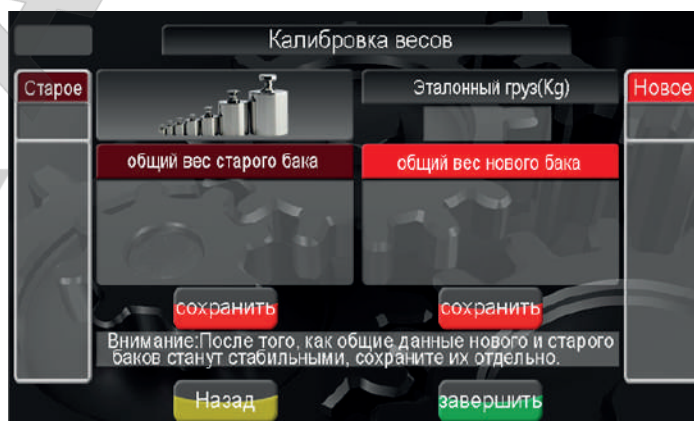 Калибровка весов
Старое
Эталонный груз(Kg)
Новое
общий вес старого бака
общий вес нового бака
сохранить
сохранить
Внимание:После того, как общие данные нового и старого
баков станут стабильными, сохраните их отдельно.
Назад
завершить